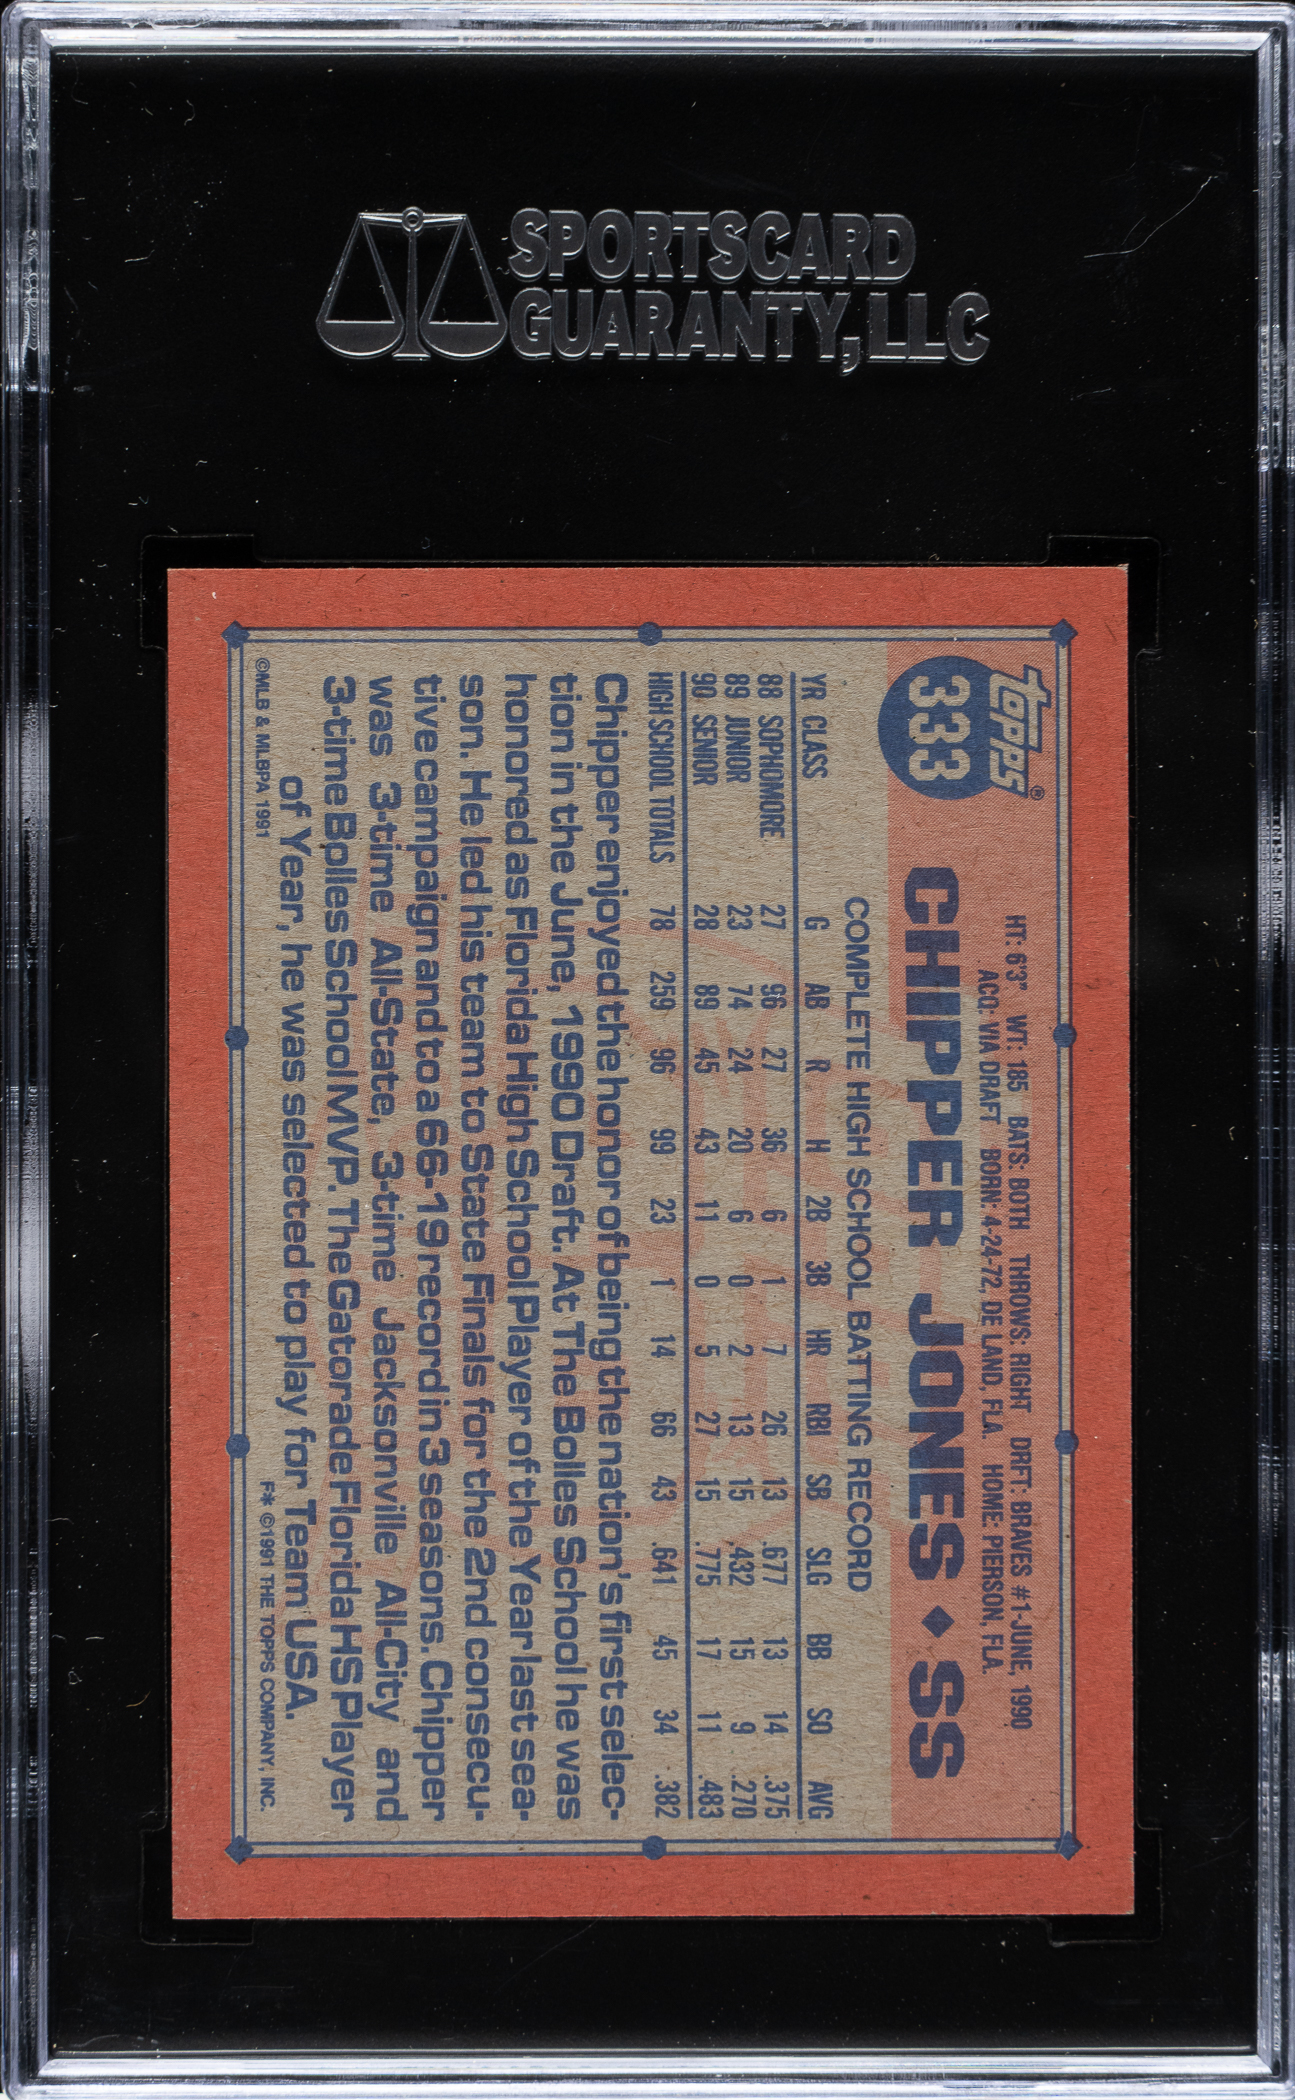 SPORTSCARD
GUARANTY, LLC
topps®
333
HT: 6'3" WT: 185 BATS: BOTH THROWS: RIGHT DRFT: BRAVES #1-JUNE, 1990
ACQ: VIA DRAFT BORN: 4-24-72, DE LAND, FLA. HOME: PIERSON, FLA.
CHIPPER JONES ♦ SS
COMPLETE HIGH SCHOOL BATTING RECORD
YR CLASS G AB R H 2B 3B HR RBI SB SLG BB SO AVG
88 SOPHOMORE 27 96 27 36 6 1 7 26 13 .677 13 14 .375
89 JUNIOR 23 74 24 20 6 0 2 13 15 .432 15 9 .270
90 SENIOR 28 89 45 43 11 0 5 27 15 .775 17 11 .483
HIGH SCHOOL TOTALS 78 259 96 99 23 1 14 66 43 .641 45 34 .382
Chipper enjoyed the honor of being the nation's first selec-
tion in the June, 1990 Draft. At The Bolles School he was
honored as Florida High School Player of the Year last sea-
son. He led his team to State Finals for the 2nd consecu-
tive campaign and to a 66-19 record in 3 seasons. Chipper
was 3-time All-State, 3-time Jacksonville All-City and
3-time Bolles School MVP. The Gatorade Florida HS Player
of Year, he was selected to play for Team USA.
©MLB & MLBPA 1991 F* ©1991 THE TOPPS COMPANY, INC.